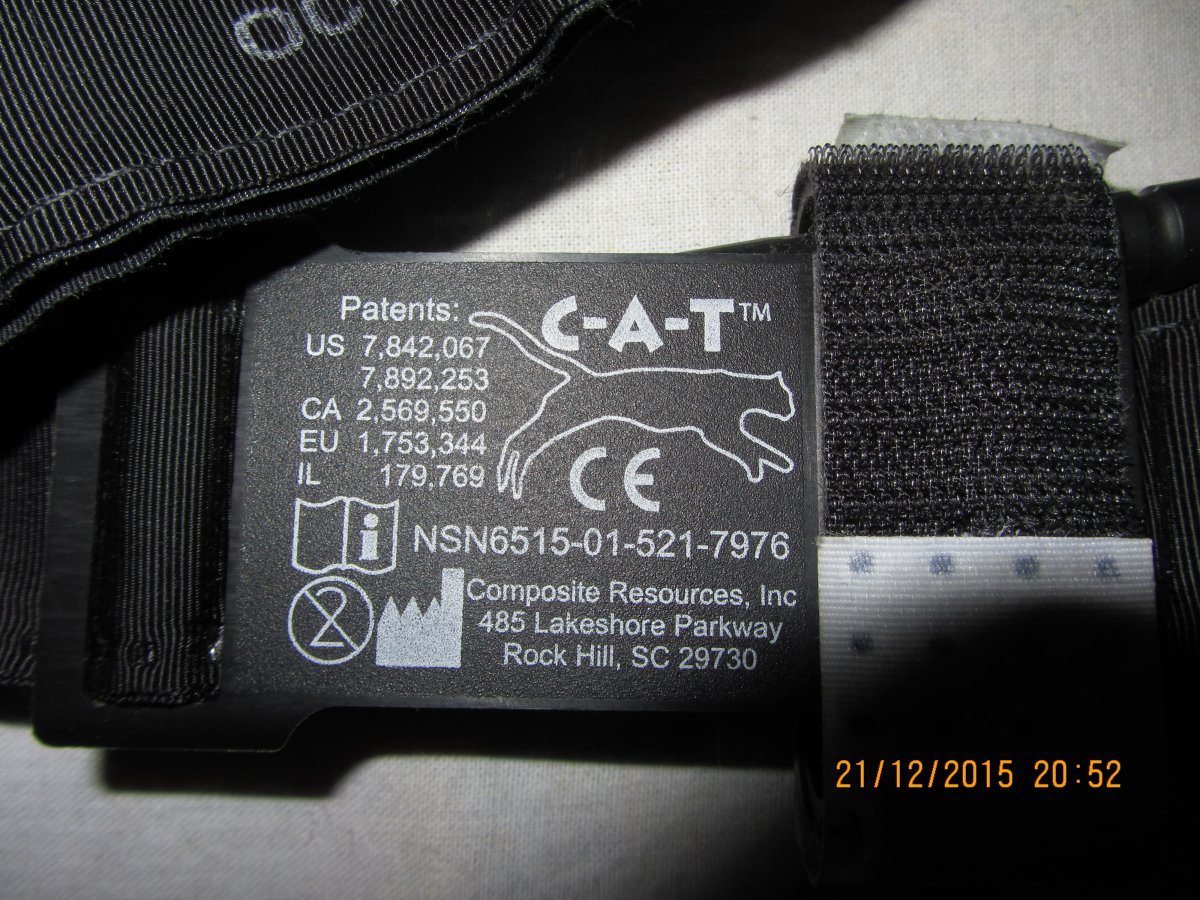 Patents:
US 7,842,067
7,892,253
CA 2,569,550
EU 1,753,344
IL 179,769
C-A-T™
CE
i
NSN6515-01-521-7976
2
Composite Resources, Inc
485 Lakeshore Parkway
Rock Hill, SC 29730
21/12/2015 20:52